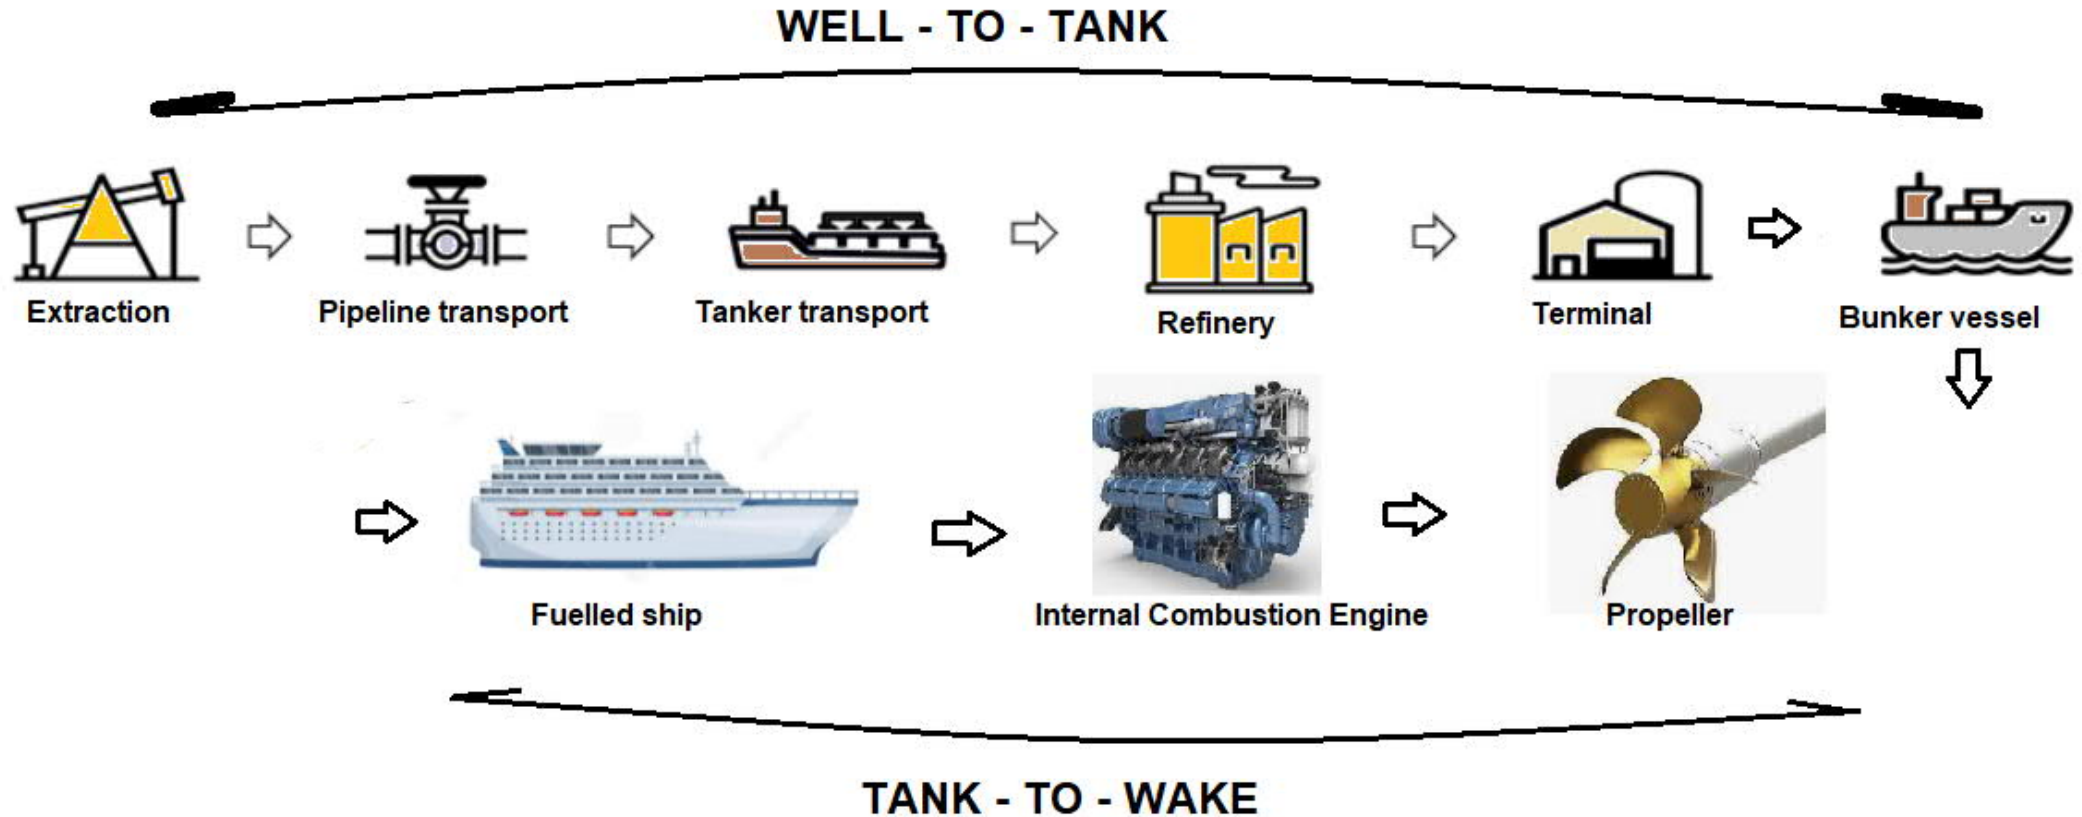 WELL - TO - TANK
Extraction
Pipeline transport
Tanker transport
Refinery
Terminal
Bunker vessel
Fuelled ship
Internal Combustion Engine
Propeller
TANK - TO - WAKE